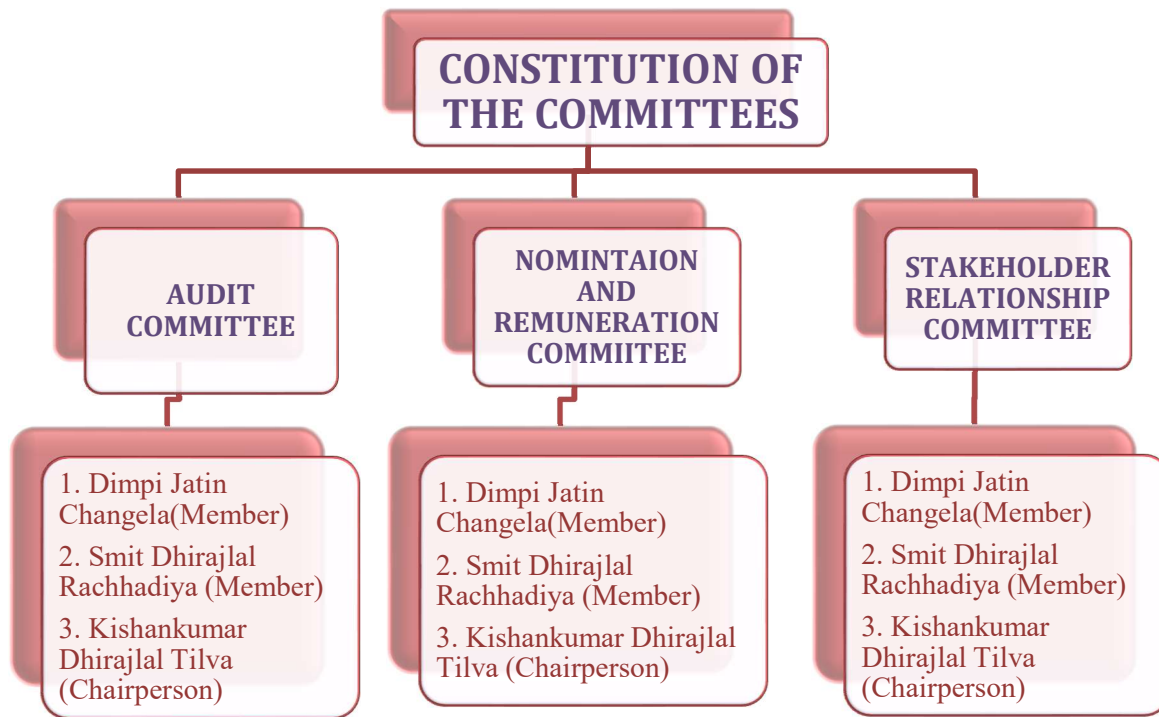 CONSTITUTION OF
THE COMMITTEES
AUDIT
COMMITTEE
NOMINTAION
AND
REMUNERATION
COMMIITEE
STAKEHOLDER
RELATIONSHIP
COMMITTEE
1. Dimpi Jatin
Changela(Member)
2. Smit Dhirajlal
Rachhadiya (Member)
3. Kishankumar
Dhirajlal Tilva
(Chairperson)
1. Dimpi Jatin
Changela(Member)
2. Smit Dhirajlal
Rachhadiya (Member)
3. Kishankumar Dhirajlal
Tilva (Chairperson)
1. Dimpi Jatin
Changela(Member)
2. Smit Dhirajlal
Rachhadiya (Member)
3. Kishankumar
Dhirajlal Tilva
(Chairperson)